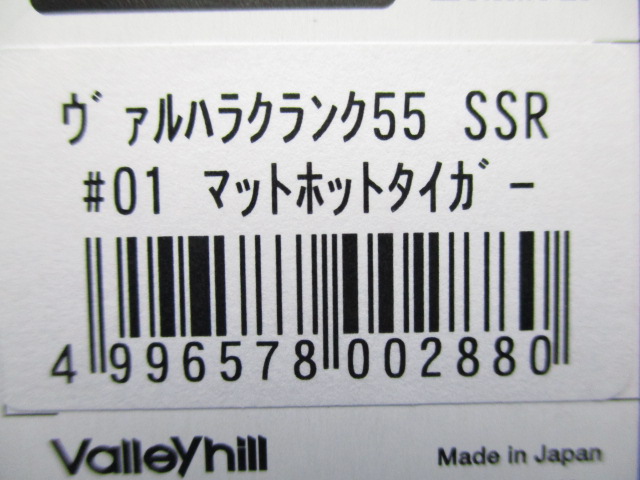 ｳﾞｧﾙﾊﾗｸﾗﾝｸ55 SSR
#01 ﾏｯﾄﾎｯﾄﾀｲｶﾞｰ
4 996578 002880
Valleyhill
Made in Japan